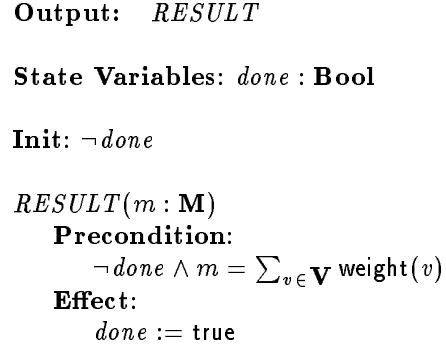 Output: RESULT
State Variables: done : Bool
Init: ¬done
RESULT(m : M)
Precondition:
¬done ∧ m = ∑v∈V weight(v)
Effect:
done := true